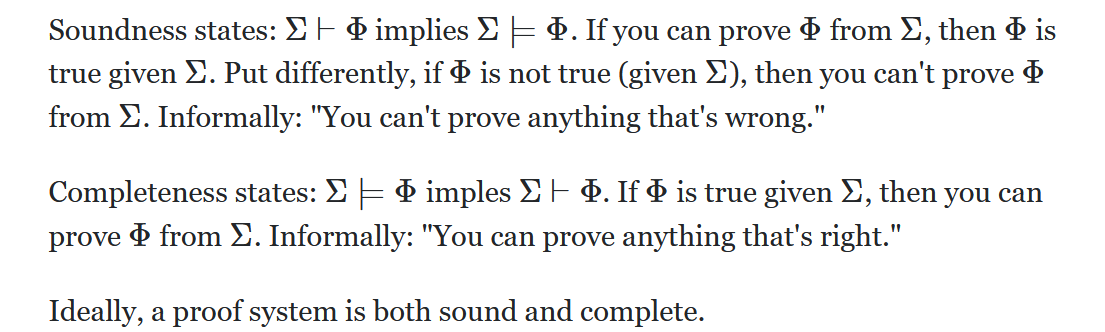 Soundness states: Σ ⊢ Φ implies Σ ⊨ Φ. If you can prove Φ from Σ, then Φ is
true given Σ. Put differently, if Φ is not true (given Σ), then you can't prove Φ
from Σ. Informally: "You can't prove anything that's wrong."
Completeness states: Σ ⊨ Φ imples Σ ⊢ Φ. If Φ is true given Σ, then you can
prove Φ from Σ. Informally: "You can prove anything that's right."
Ideally, a proof system is both sound and complete.